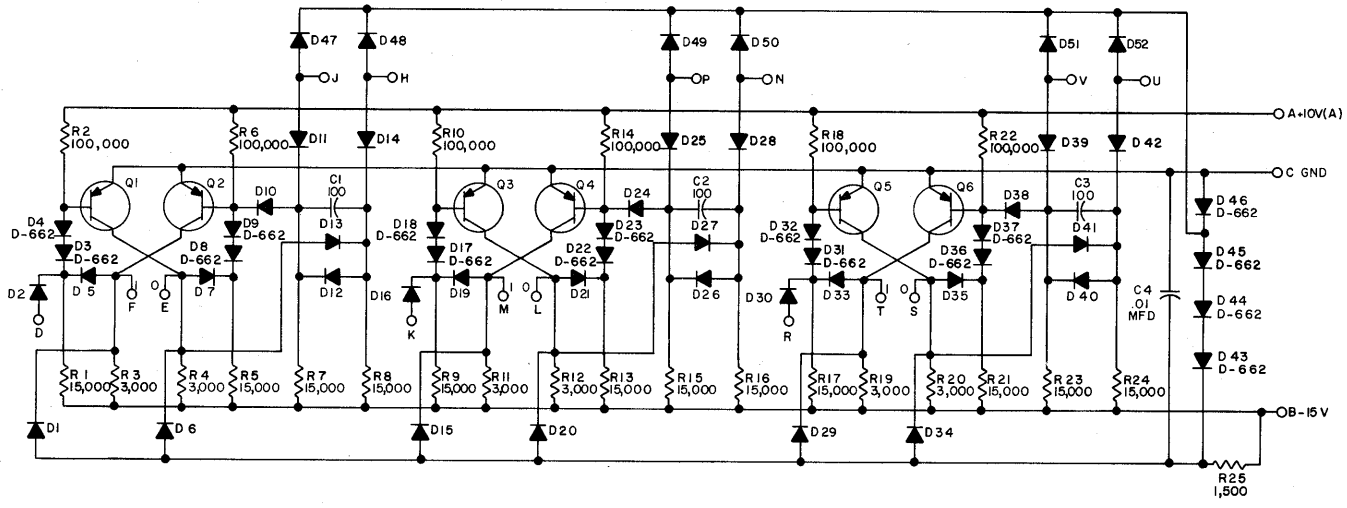 D47 D48 D49 D50 D51 D52
J H P N V U
A+10V(A)
R2 100,000 R6 100,000 D11 D14 R10 100,000 R14 100,000 D25 D28 R18 100,000 R22 100,000 D39 D42
C GND
Q1 Q2 D10 C1 100 Q3 Q4 D24 C2 100 Q5 Q6 D38 C3 100
D46 D-662
D4 D-662 D9 D-662 D13 D18 D-662 D23 D-662 D27 D32 D-662 D37 D-662 D41
D3 D-662 D8 D-662 D17 D-662 D22 D-662 D31 D-662 D36 D-662
D45 D-662
D2 D5 1 0 D7 D12 D16 D19 1 0 D21 D26 D30 D33 1 0 D35 D40
C4 .01 MFD
D44 D-662
D F E K M L R T S
D43 D-662
R1 15,000 R3 3,000 R4 3,000 R5 15,000 R7 15,000 R8 15,000 R9 15,000 R11 3,000 R12 3,000 R13 15,000 R15 15,000 R16 15,000 R17 15,000 R19 3,000 R20 3,000 R21 15,000 R23 15,000 R24 15,000
B-15V
D1 D6 D15 D20 D29 D34
R25 1,500